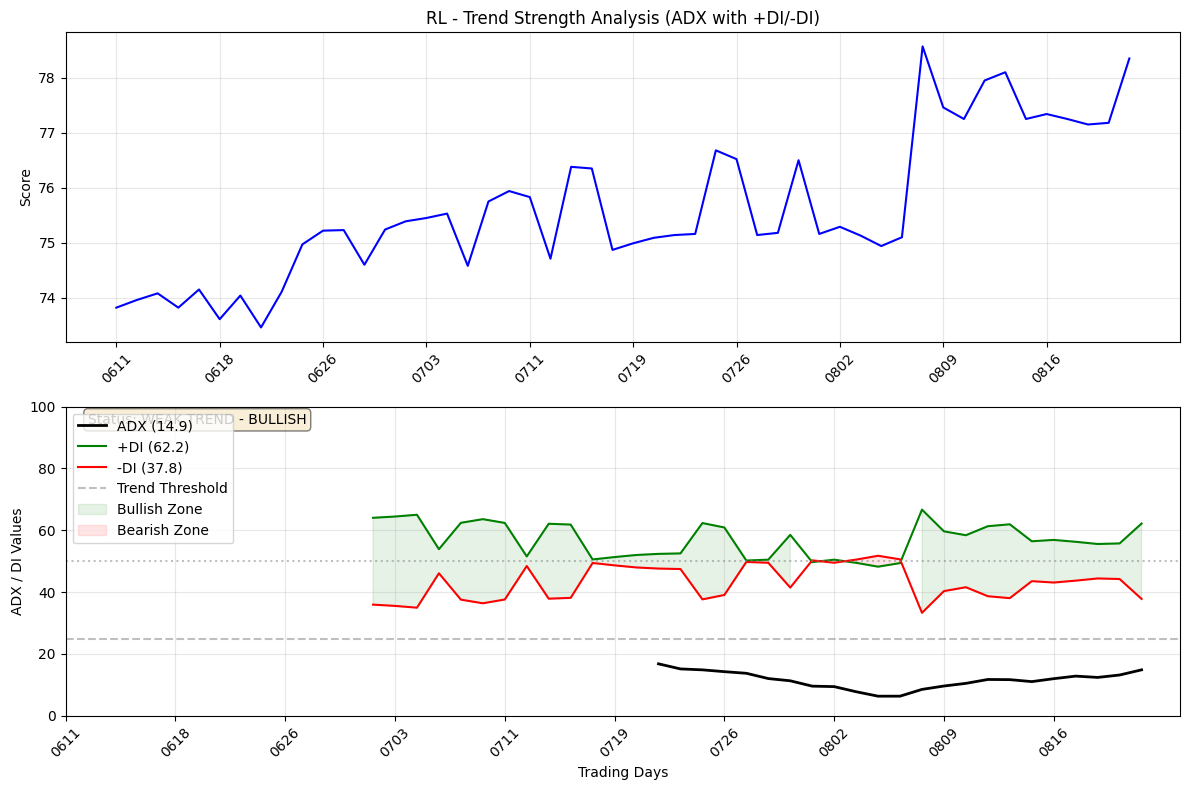 RL - Trend Strength Analysis (ADX with +DI/-DI)
Score
78
77
76
75
74
0611
0618
0626
0703
0711
0719
0726
0802
0809
0816
Status: WEAK TREND - BULLISH
ADX (14.9)
+DI (62.2)
-DI (37.8)
Trend Threshold
Bullish Zone
Bearish Zone
ADX / DI Values
100
80
60
40
20
0
0611
0618
0626
0703
0711
0719
0726
0802
0809
0816
Trading Days